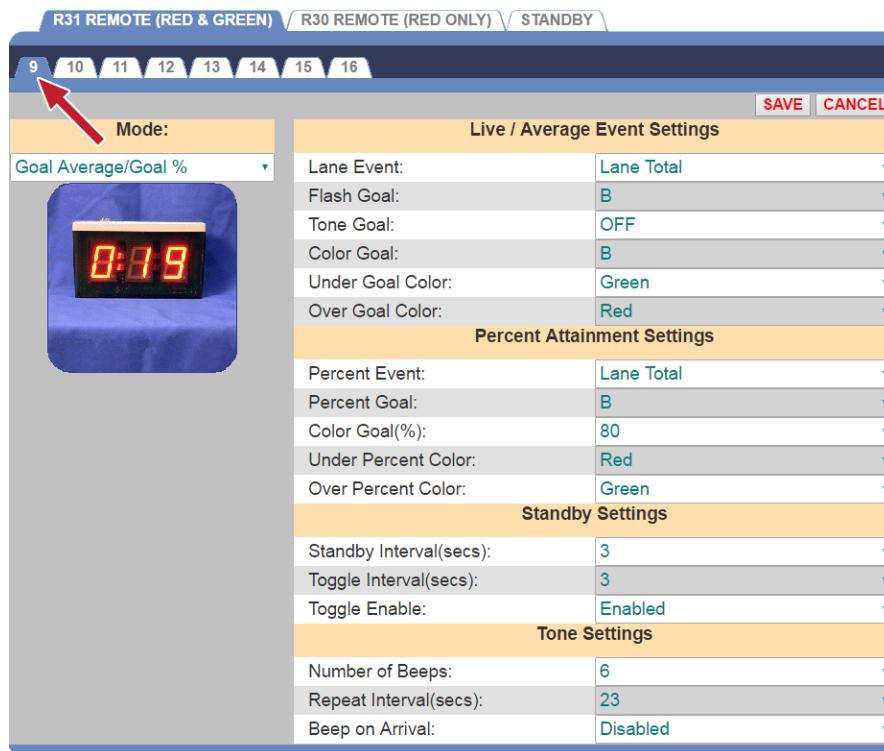 R31 REMOTE (RED & GREEN) R30 REMOTE (RED ONLY) STANDBY
9 10 11 12 13 14 15 16
SAVE CANCEL
Mode: Live / Average Event Settings
Goal Average/Goal % Lane Event: Lane Total
Flash Goal: B
Tone Goal: OFF
Color Goal: B
0:19 Under Goal Color: Green
Over Goal Color: Red
Percent Attainment Settings
Percent Event: Lane Total
Percent Goal: B
Color Goal(%): 80
Under Percent Color: Red
Over Percent Color: Green
Standby Settings
Standby Interval(secs): 3
Toggle Interval(secs): 3
Toggle Enable: Enabled
Tone Settings
Number of Beeps: 6
Repeat Interval(secs): 23
Beep on Arrival: Disabled